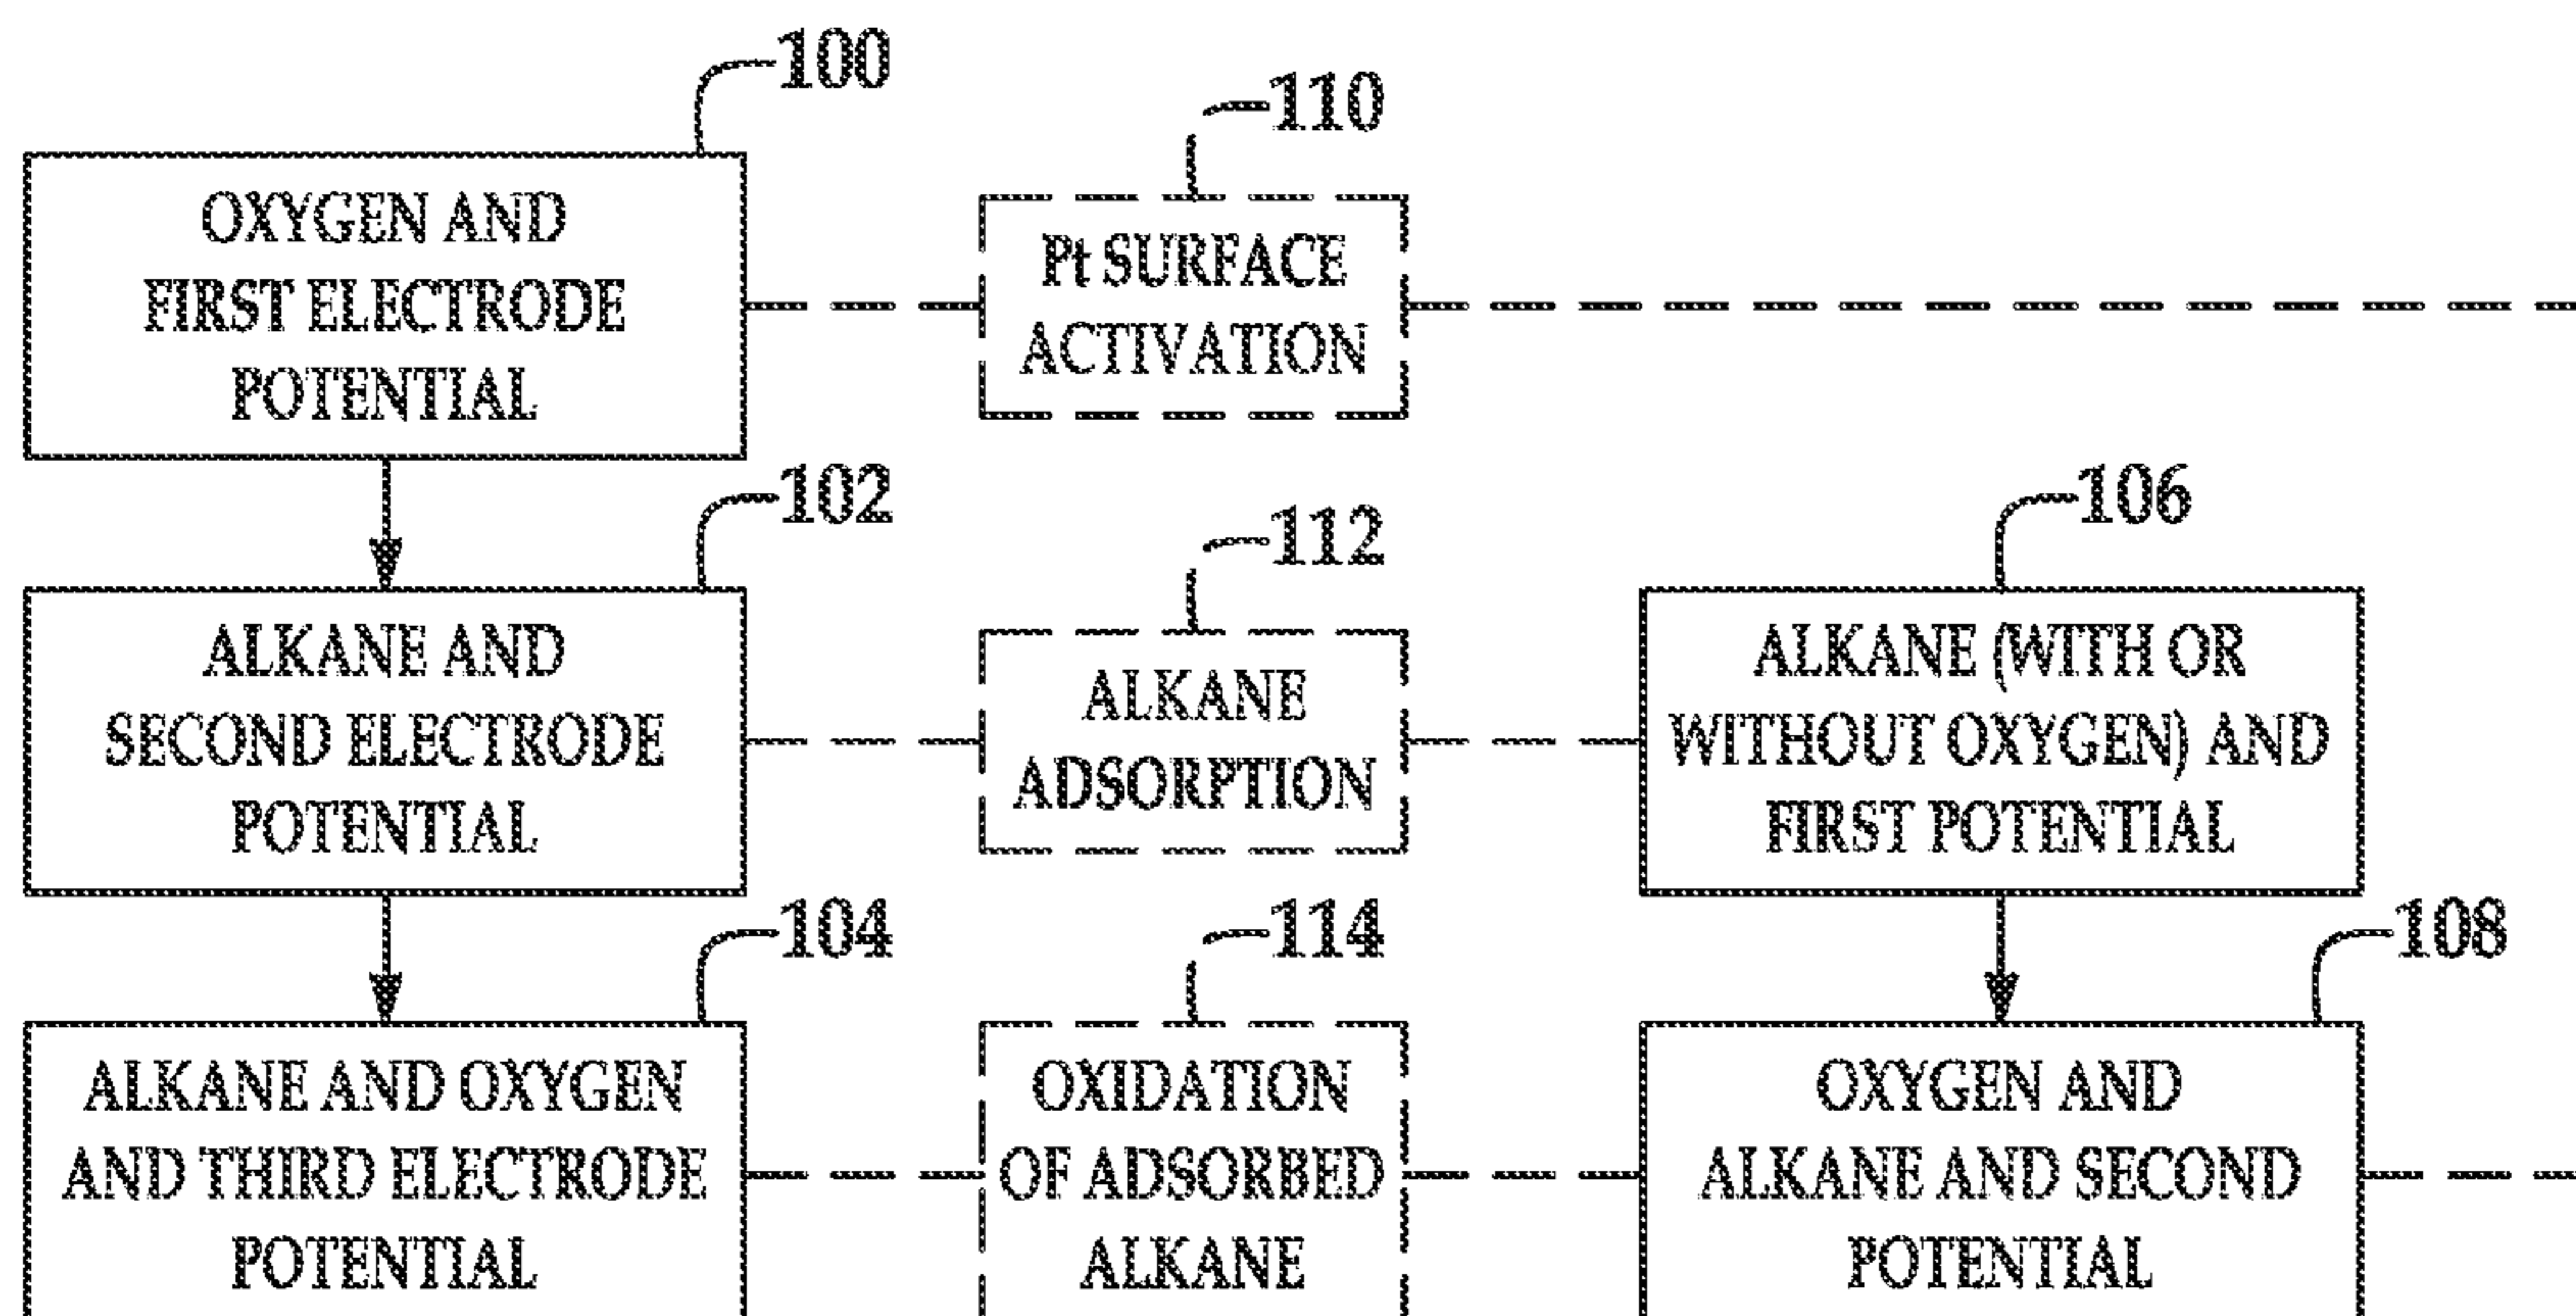 100
OXYGEN AND
FIRST ELECTRODE
POTENTIAL
110
Pt SURFACE
ACTIVATION
102
ALKANE AND
SECOND ELECTRODE
POTENTIAL
112
ALKANE
ADSORPTION
106
ALKANE (WITH OR
WITHOUT OXYGEN) AND
FIRST POTENTIAL
104
ALKANE AND OXYGEN
AND THIRD ELECTRODE
POTENTIAL
114
OXIDATION
OF ADSORBED
ALKANE
108
OXYGEN AND
ALKANE AND SECOND
POTENTIAL